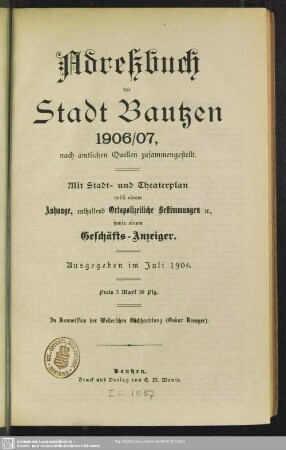 Adreßbuch
der
Stadt Bautzen
1906/07,
nach amtlichen Quellen zusammengestellt.
Mit Stadt- und Theaterplan
nebst einem
Anhange, enthaltend Ortspolizeiliche Bestimmungen ꝛc.,
sowie einem
Geschäfts-Anzeiger.
Ausgegeben im Juli 1906.
Preis 3 Mark 50 Pfg.
In Kommission der Weller'schen Buchhandlung (Oskar Roesger).
Bautzen.
Druck und Verlag von E. M. Monse.